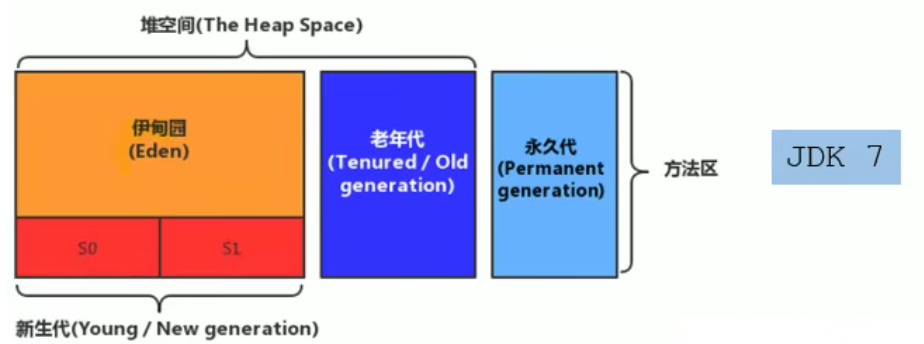 堆空间(The Heap Space)
伊甸园
(Eden)
S0
S1
新生代(Young / New generation)
老年代
(Tenured / Old
generation)
永久代
(Permanent
generation)
方法区
JDK 7